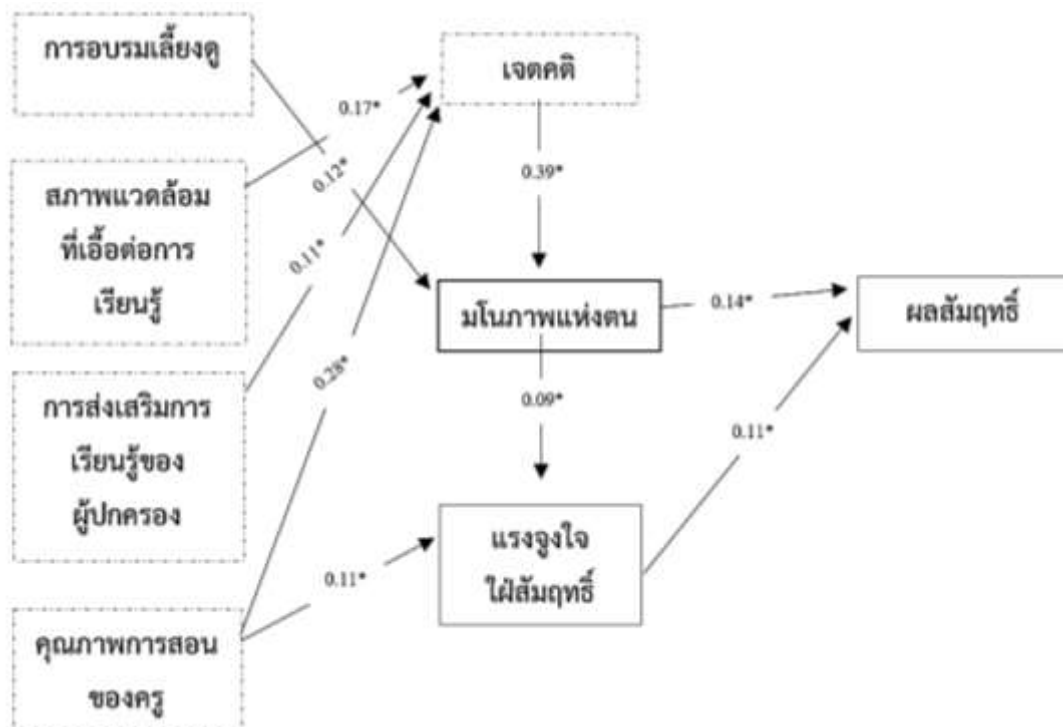 การอบรมเลี้ยงดู
เจตคติ
0.17*
0.12*
0.39*
สภาพแวดล้อม
ที่เอื้อต่อการ
เรียนรู้
0.11*
มโนภาพแห่งตน
0.14*
ผลสัมฤทธิ์
0.28*
0.09*
การส่งเสริมการ
เรียนรู้ของ
ผู้ปกครอง
0.11*
แรงจูงใจ
ใฝ่สัมฤทธิ์
0.11*
คุณภาพการสอน
ของครู